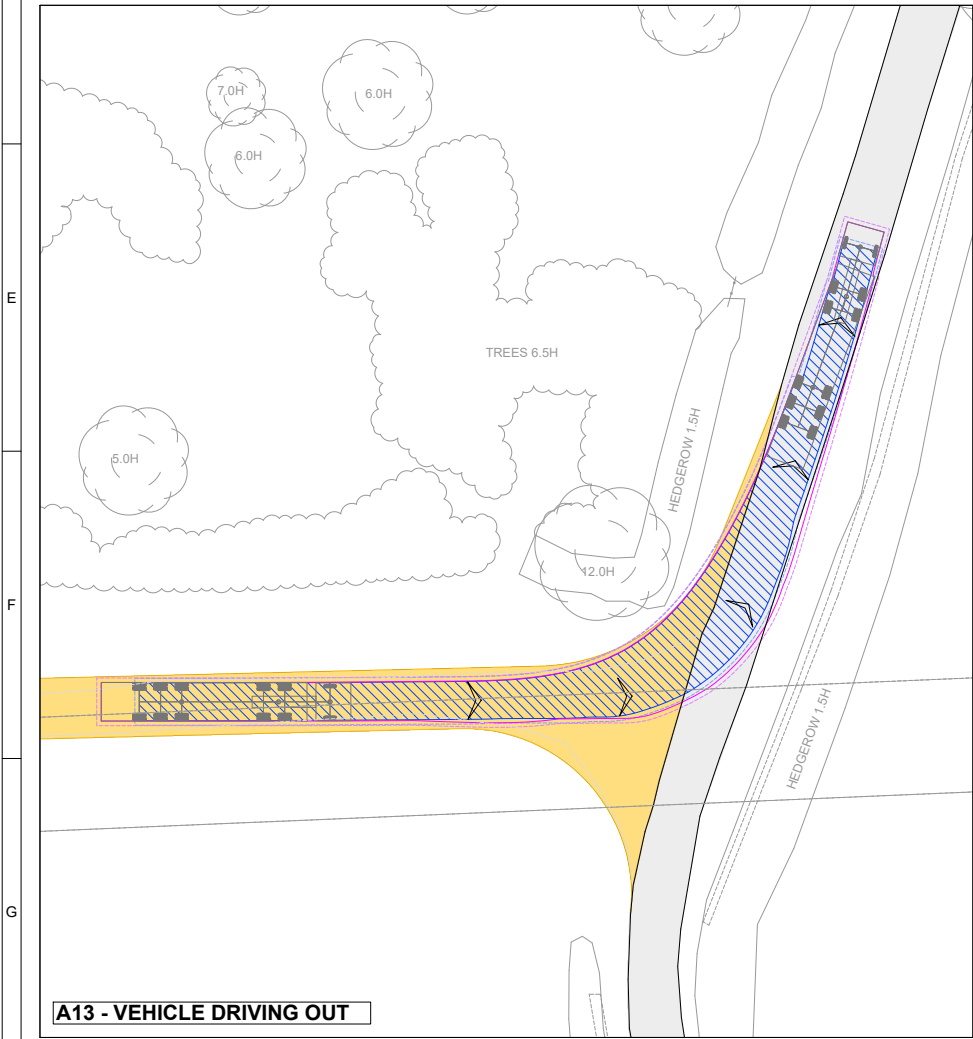 7.0H
6.0H
6.0H
E
TREES 6.5H
HEDGEROW 1.5H
5.0H
12.0H
F
HEDGEROW 1.5H
G
A13 - VEHICLE DRIVING OUT